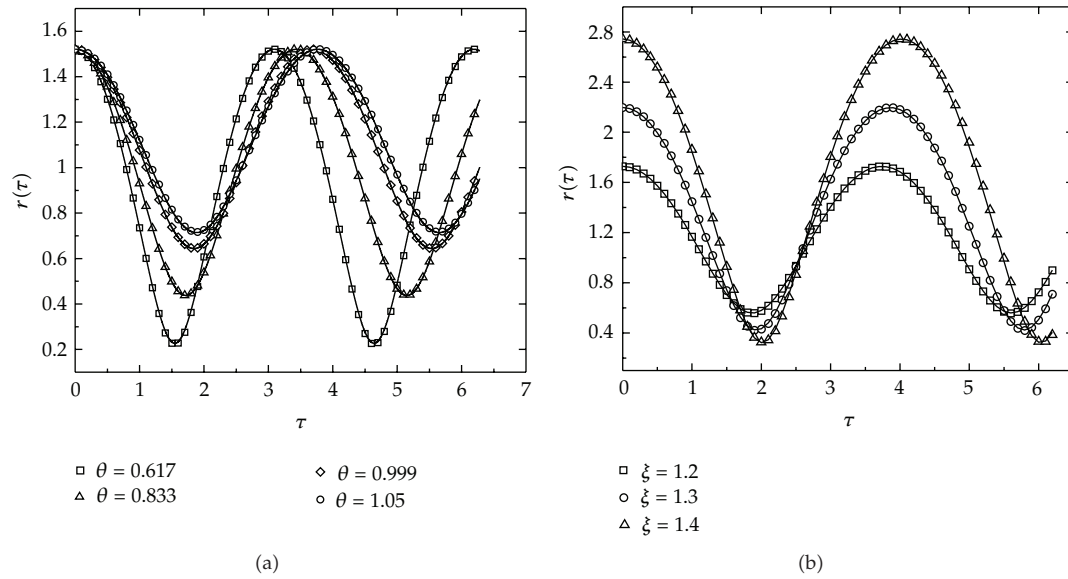 1.6
1.4
1.2
1
0.8
0.6
0.4
0.2
r(τ)
0 1 2 3 4 5 6 7
τ
θ = 0.617
θ = 0.833
θ = 0.999
θ = 1.05
(a)
2.8
2.4
2
1.6
1.2
0.8
0.4
r(τ)
0 1 2 3 4 5 6
τ
ξ = 1.2
ξ = 1.3
ξ = 1.4
(b)